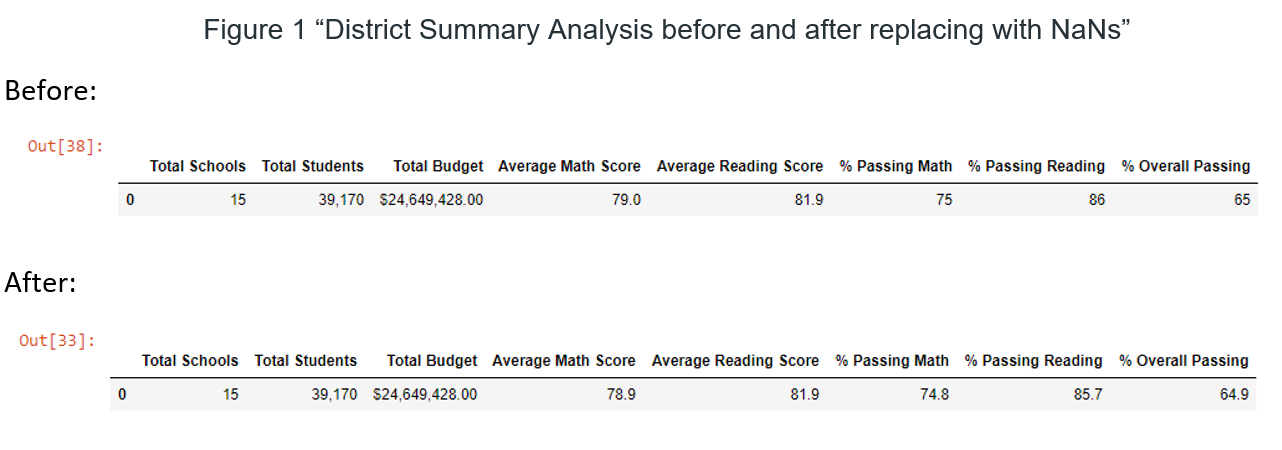 Figure 1 “District Summary Analysis before and after replacing with NaNs”
Before:
Out[38]:
Total Schools Total Students Total Budget Average Math Score Average Reading Score % Passing Math % Passing Reading % Overall Passing
0 15 39,170 $24,649,428.00 79.0 81.9 75 86 65
After:
Out[33]:
Total Schools Total Students Total Budget Average Math Score Average Reading Score % Passing Math % Passing Reading % Overall Passing
0 15 39,170 $24,649,428.00 78.9 81.9 74.8 85.7 64.9